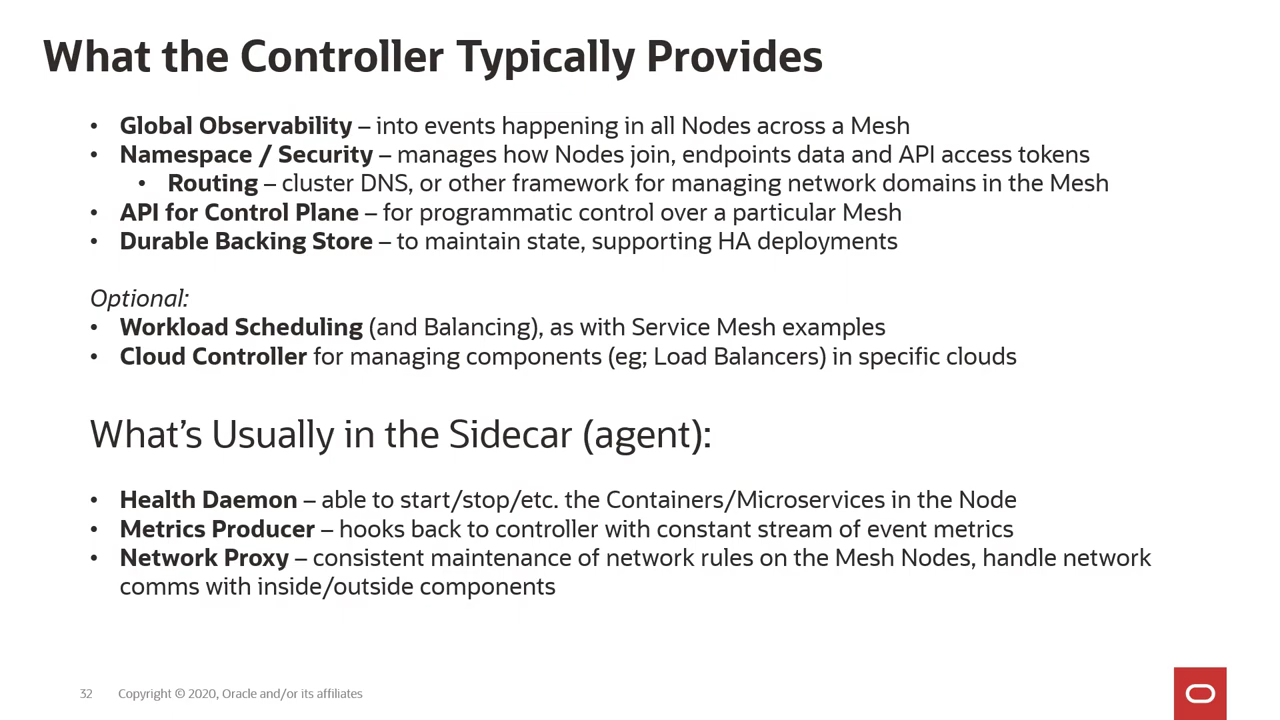 What the Controller Typically Provides
• Global Observability – into events happening in all Nodes across a Mesh
• Namespace / Security – manages how Nodes join, endpoints data and API access tokens
• Routing – cluster DNS, or other framework for managing network domains in the Mesh
• API for Control Plane – for programmatic control over a particular Mesh
• Durable Backing Store – to maintain state, supporting HA deployments
Optional:
• Workload Scheduling (and Balancing), as with Service Mesh examples
• Cloud Controller for managing components (eg; Load Balancers) in specific clouds
What’s Usually in the Sidecar (agent):
• Health Daemon – able to start/stop/etc. the Containers/Microservices in the Node
• Metrics Producer – hooks back to controller with constant stream of event metrics
• Network Proxy – consistent maintenance of network rules on the Mesh Nodes, handle network
comms with inside/outside components
32 Copyright © 2020, Oracle and/or its affiliates